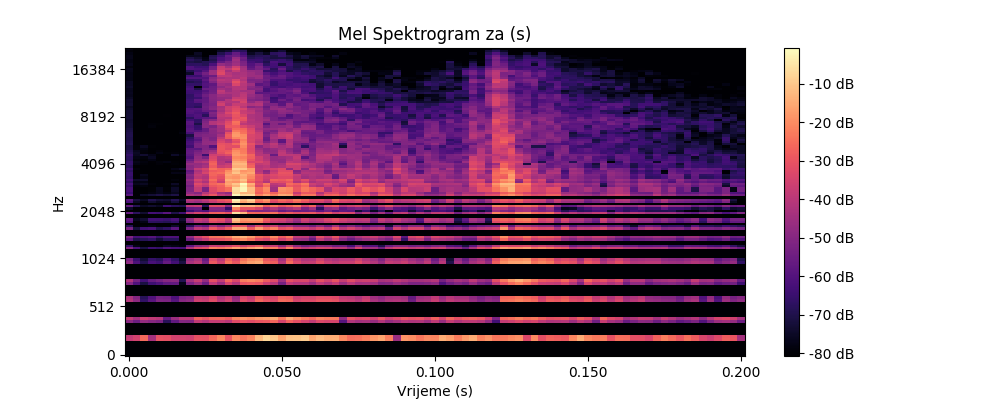 Mel Spektrogram za (s)
16384
8192
4096
2048
1024
512
0
Hz
0.000 0.050 0.100 0.150 0.200
Vrijeme (s)
-10 dB
-20 dB
-30 dB
-40 dB
-50 dB
-60 dB
-70 dB
-80 dB